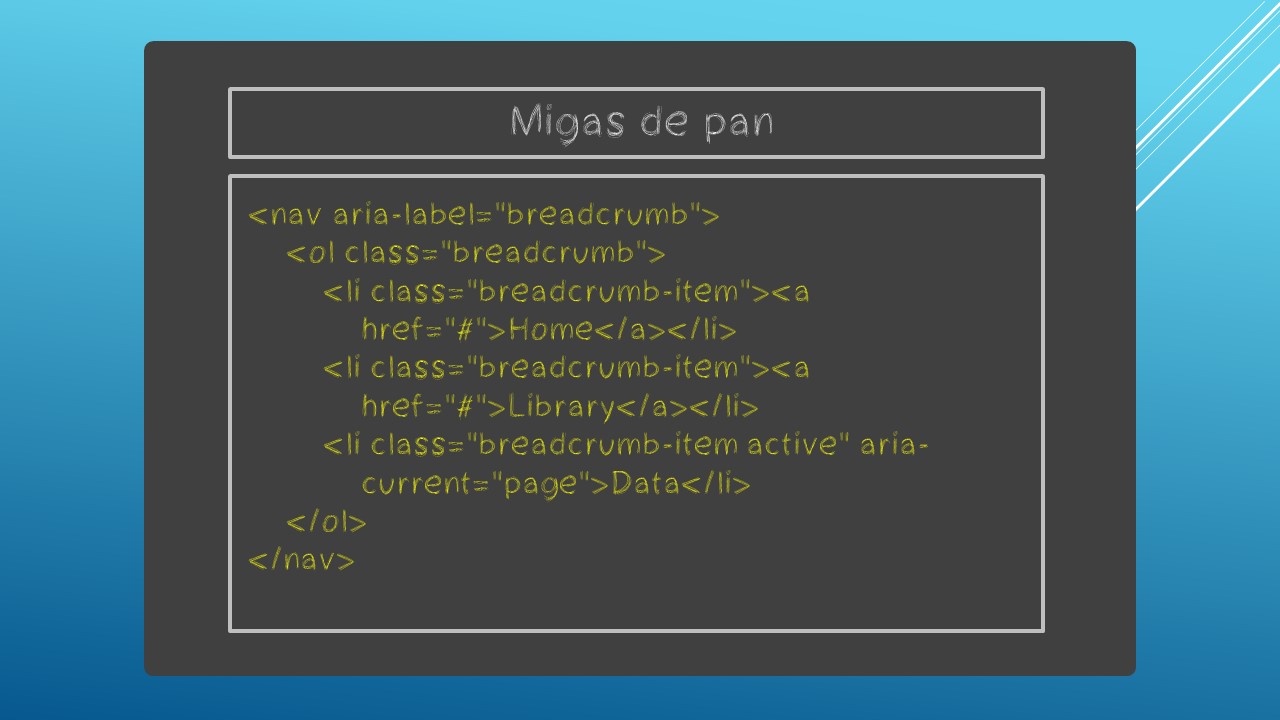 Migas de pan
<nav aria-label="breadcrumb">
<ol class="breadcrumb">
<li class="breadcrumb-item"><a
href="#">Home</a></li>
<li class="breadcrumb-item"><a
href="#">Library</a></li>
<li class="breadcrumb-item active" aria-
current="page">Data</li>
</ol>
</nav>